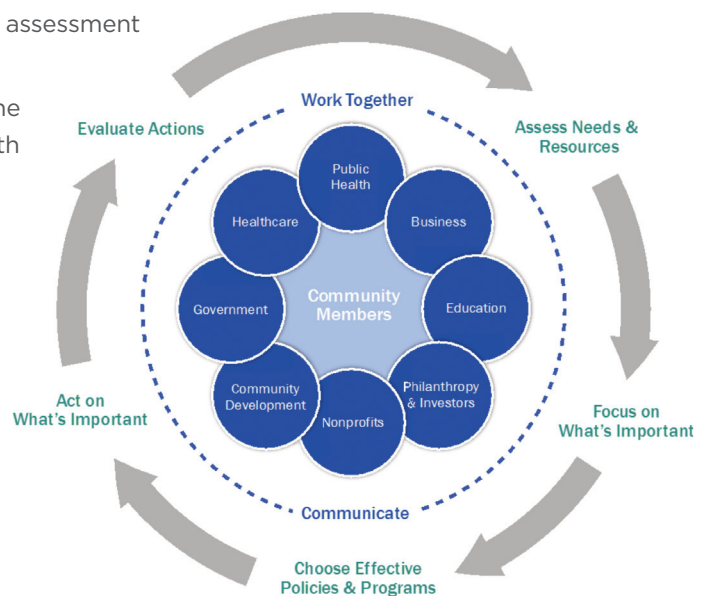 assessment
ne
th
Work Together
Evaluate Actions
Assess Needs &
Resources
Public
Health
Healthcare
Business
Government
Community
Members
Education
Community
Development
Philanthropy
& Investors
Nonprofits
Act on
What's Important
Focus on
What's Important
Communicate
Choose Effective
Policies & Programs